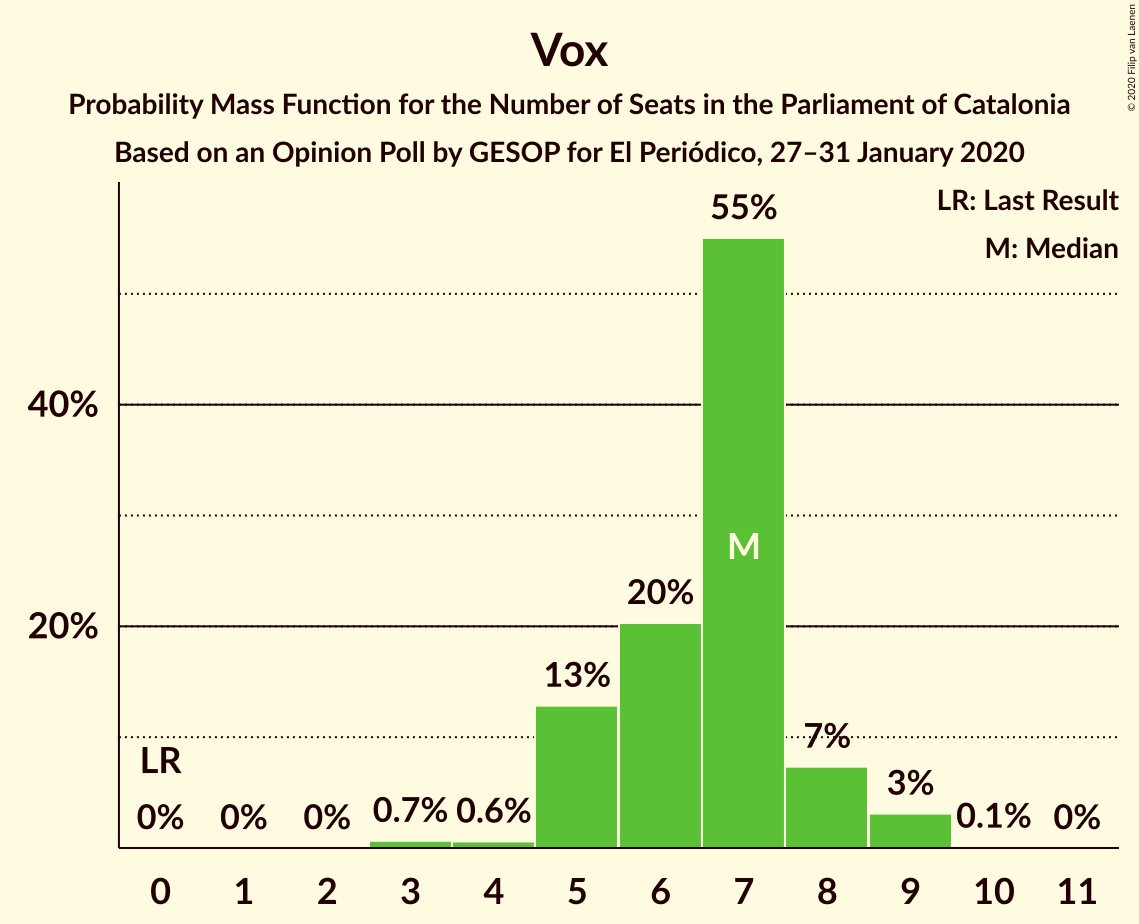 Vox
Probability Mass Function for the Number of Seats in the Parliament of Catalonia
Based on an Opinion Poll by GESOP for El Periódico, 27–31 January 2020
© 2020 Filip van Laenen
LR: Last Result
M: Median
55%
40%
M
20%
20%
13%
LR
7%
3%
0% 0% 0% 0.7% 0.6% 0.1% 0%
0 1 2 3 4 5 6 7 8 9 10 11